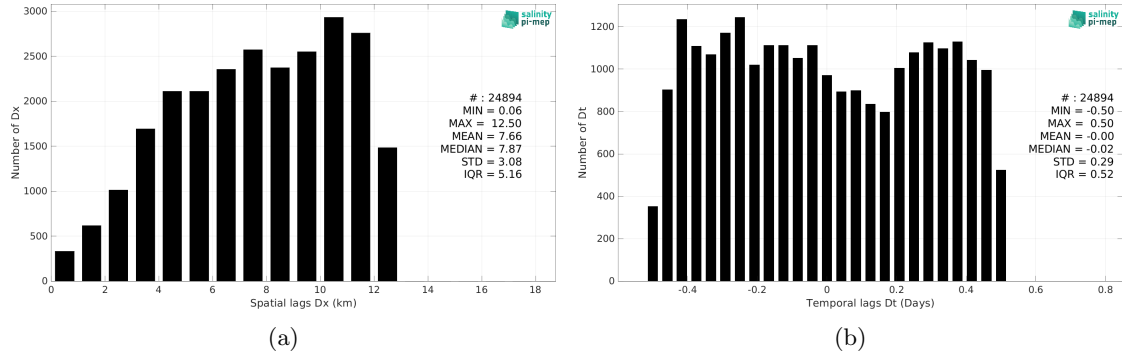 salinity
pi-mep
3000
2500
2000
1500
1000
500
0
Number of Dx
# : 24894
MIN = 0.06
MAX = 12.50
MEAN = 7.66
MEDIAN = 7.87
STD = 3.08
IQR = 5.16
0 2 4 6 8 10 12 14 16 18
Spatial lags Dx (km)
(a)
salinity
pi-mep
1200
1000
800
600
400
200
0
Number of Dt
# : 24894
MIN = -0.50
MAX = 0.50
MEAN = -0.00
MEDIAN = -0.02
STD = 0.29
IQR = 0.52
-0.4 -0.2 0 0.2 0.4 0.6 0.8
Temporal lags Dt (Days)
(b)